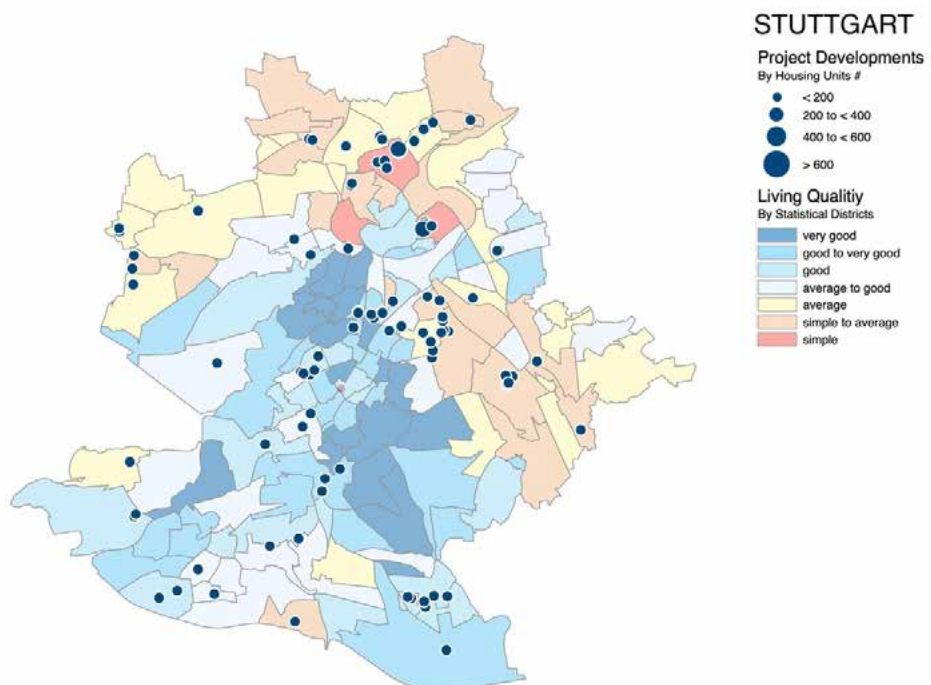 STUTTGART
Project Developments
By Housing Units #
< 200
200 to < 400
400 to < 600
> 600
Living Qualitiy
By Statistical Districts
very good
good to very good
good
average to good
average
simple to average
simple